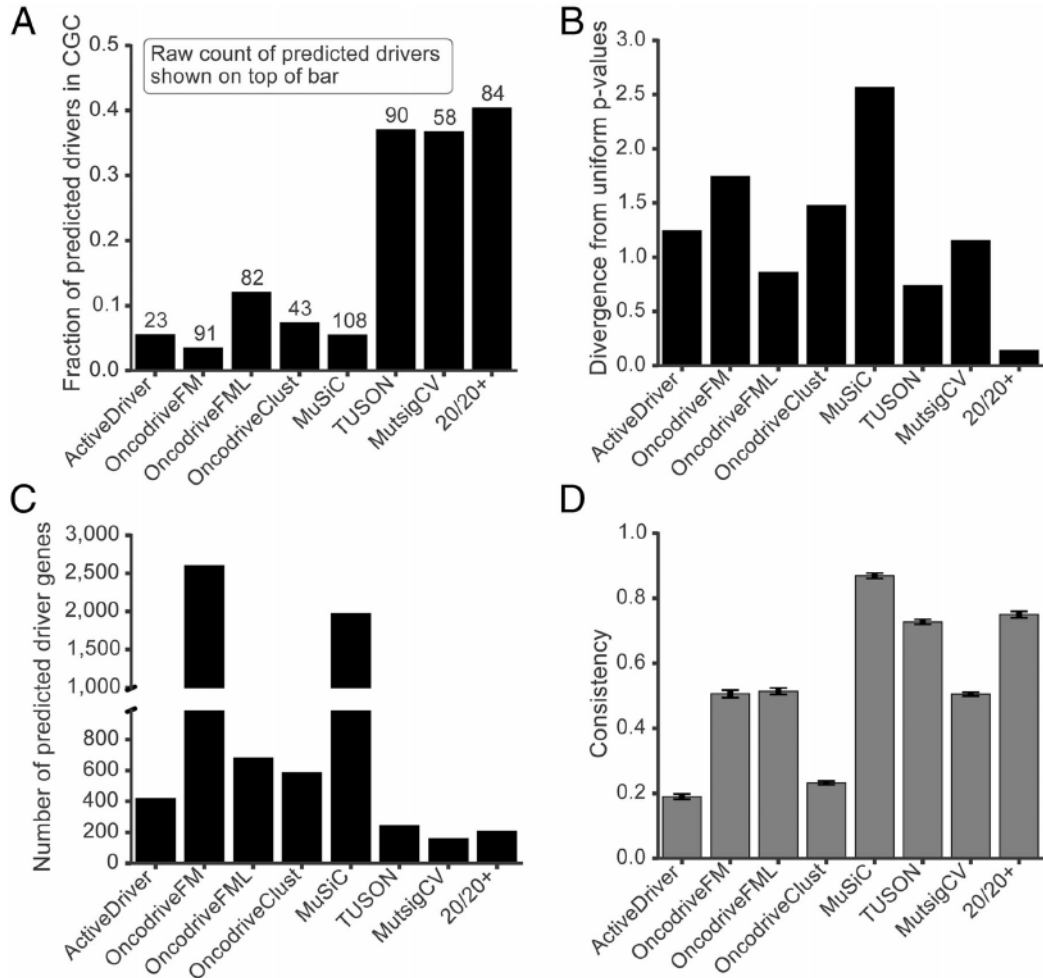 A
Fraction of predicted drivers in CGC
0.5
0.4
0.3
0.2
0.1
0.0
Raw count of predicted drivers
shown on top of bar
23
91
82
43
108
90
58
84
ActiveDriver
OncodriveFM
OncodriveFML
OncodriveClust
MuSiC
TUSON
MutsigCV
20/20+
B
Divergence from uniform p-values
3.0
2.5
2.0
1.5
1.0
0.5
0.0
ActiveDriver
OncodriveFM
OncodriveFML
OncodriveClust
MuSiC
TUSON
MutsigCV
20/20+
C
Number of predicted driver genes
3,000
2,500
2,000
1,500
1,000
800
600
400
200
0
ActiveDriver
OncodriveFM
OncodriveFML
OncodriveClust
MuSiC
TUSON
MutsigCV
20/20+
D
Consistency
1.0
0.8
0.6
0.4
0.2
0.0
ActiveDriver
OncodriveFM
OncodriveFML
OncodriveClust
MuSiC
TUSON
MutsigCV
20/20+